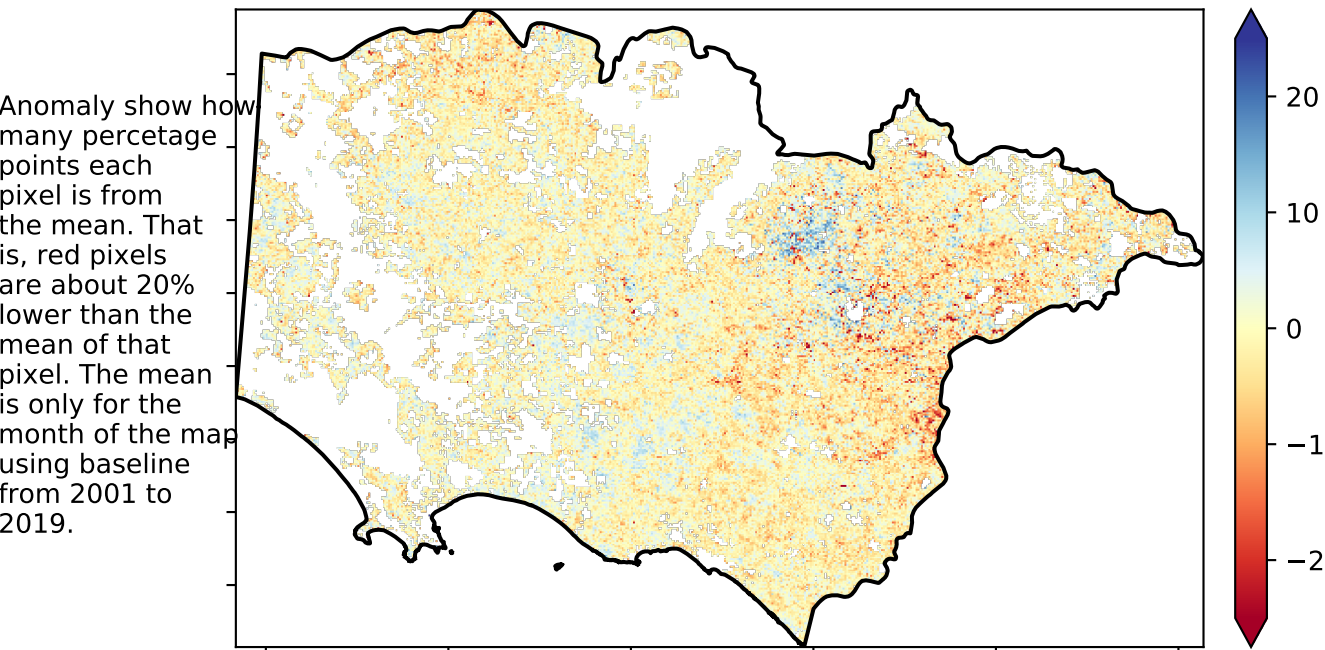 Anomaly show how
many percetage
points each
pixel is from
the mean. That
is, red pixels
are about 20%
lower than the
mean of that
pixel. The mean
is only for the
month of the map
using baseline
from 2001 to
2019.
20
10
0
−1
−2